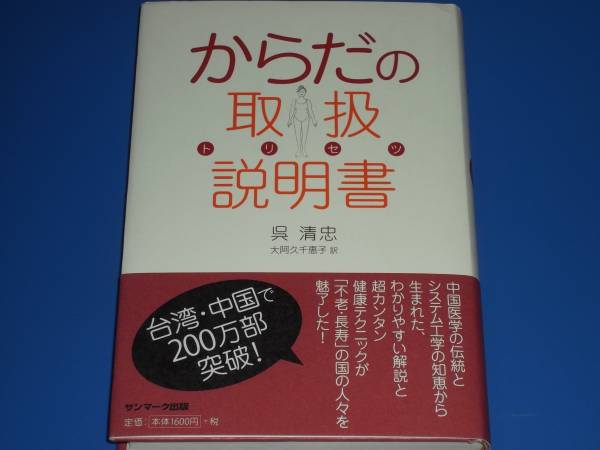 からだの
取扱
トリセツ
説明書
呉 清忠
大阿久千恵子 訳
台湾・中国で
200万部
突破!
中国医学の伝統と
システム工学の知恵から
生まれた、
わかりやすい解説と
超カンタン
健康テクニックが
「不老・長寿」の国の人々を
魅了した!
サンマーク出版
定価:本体1600円+税